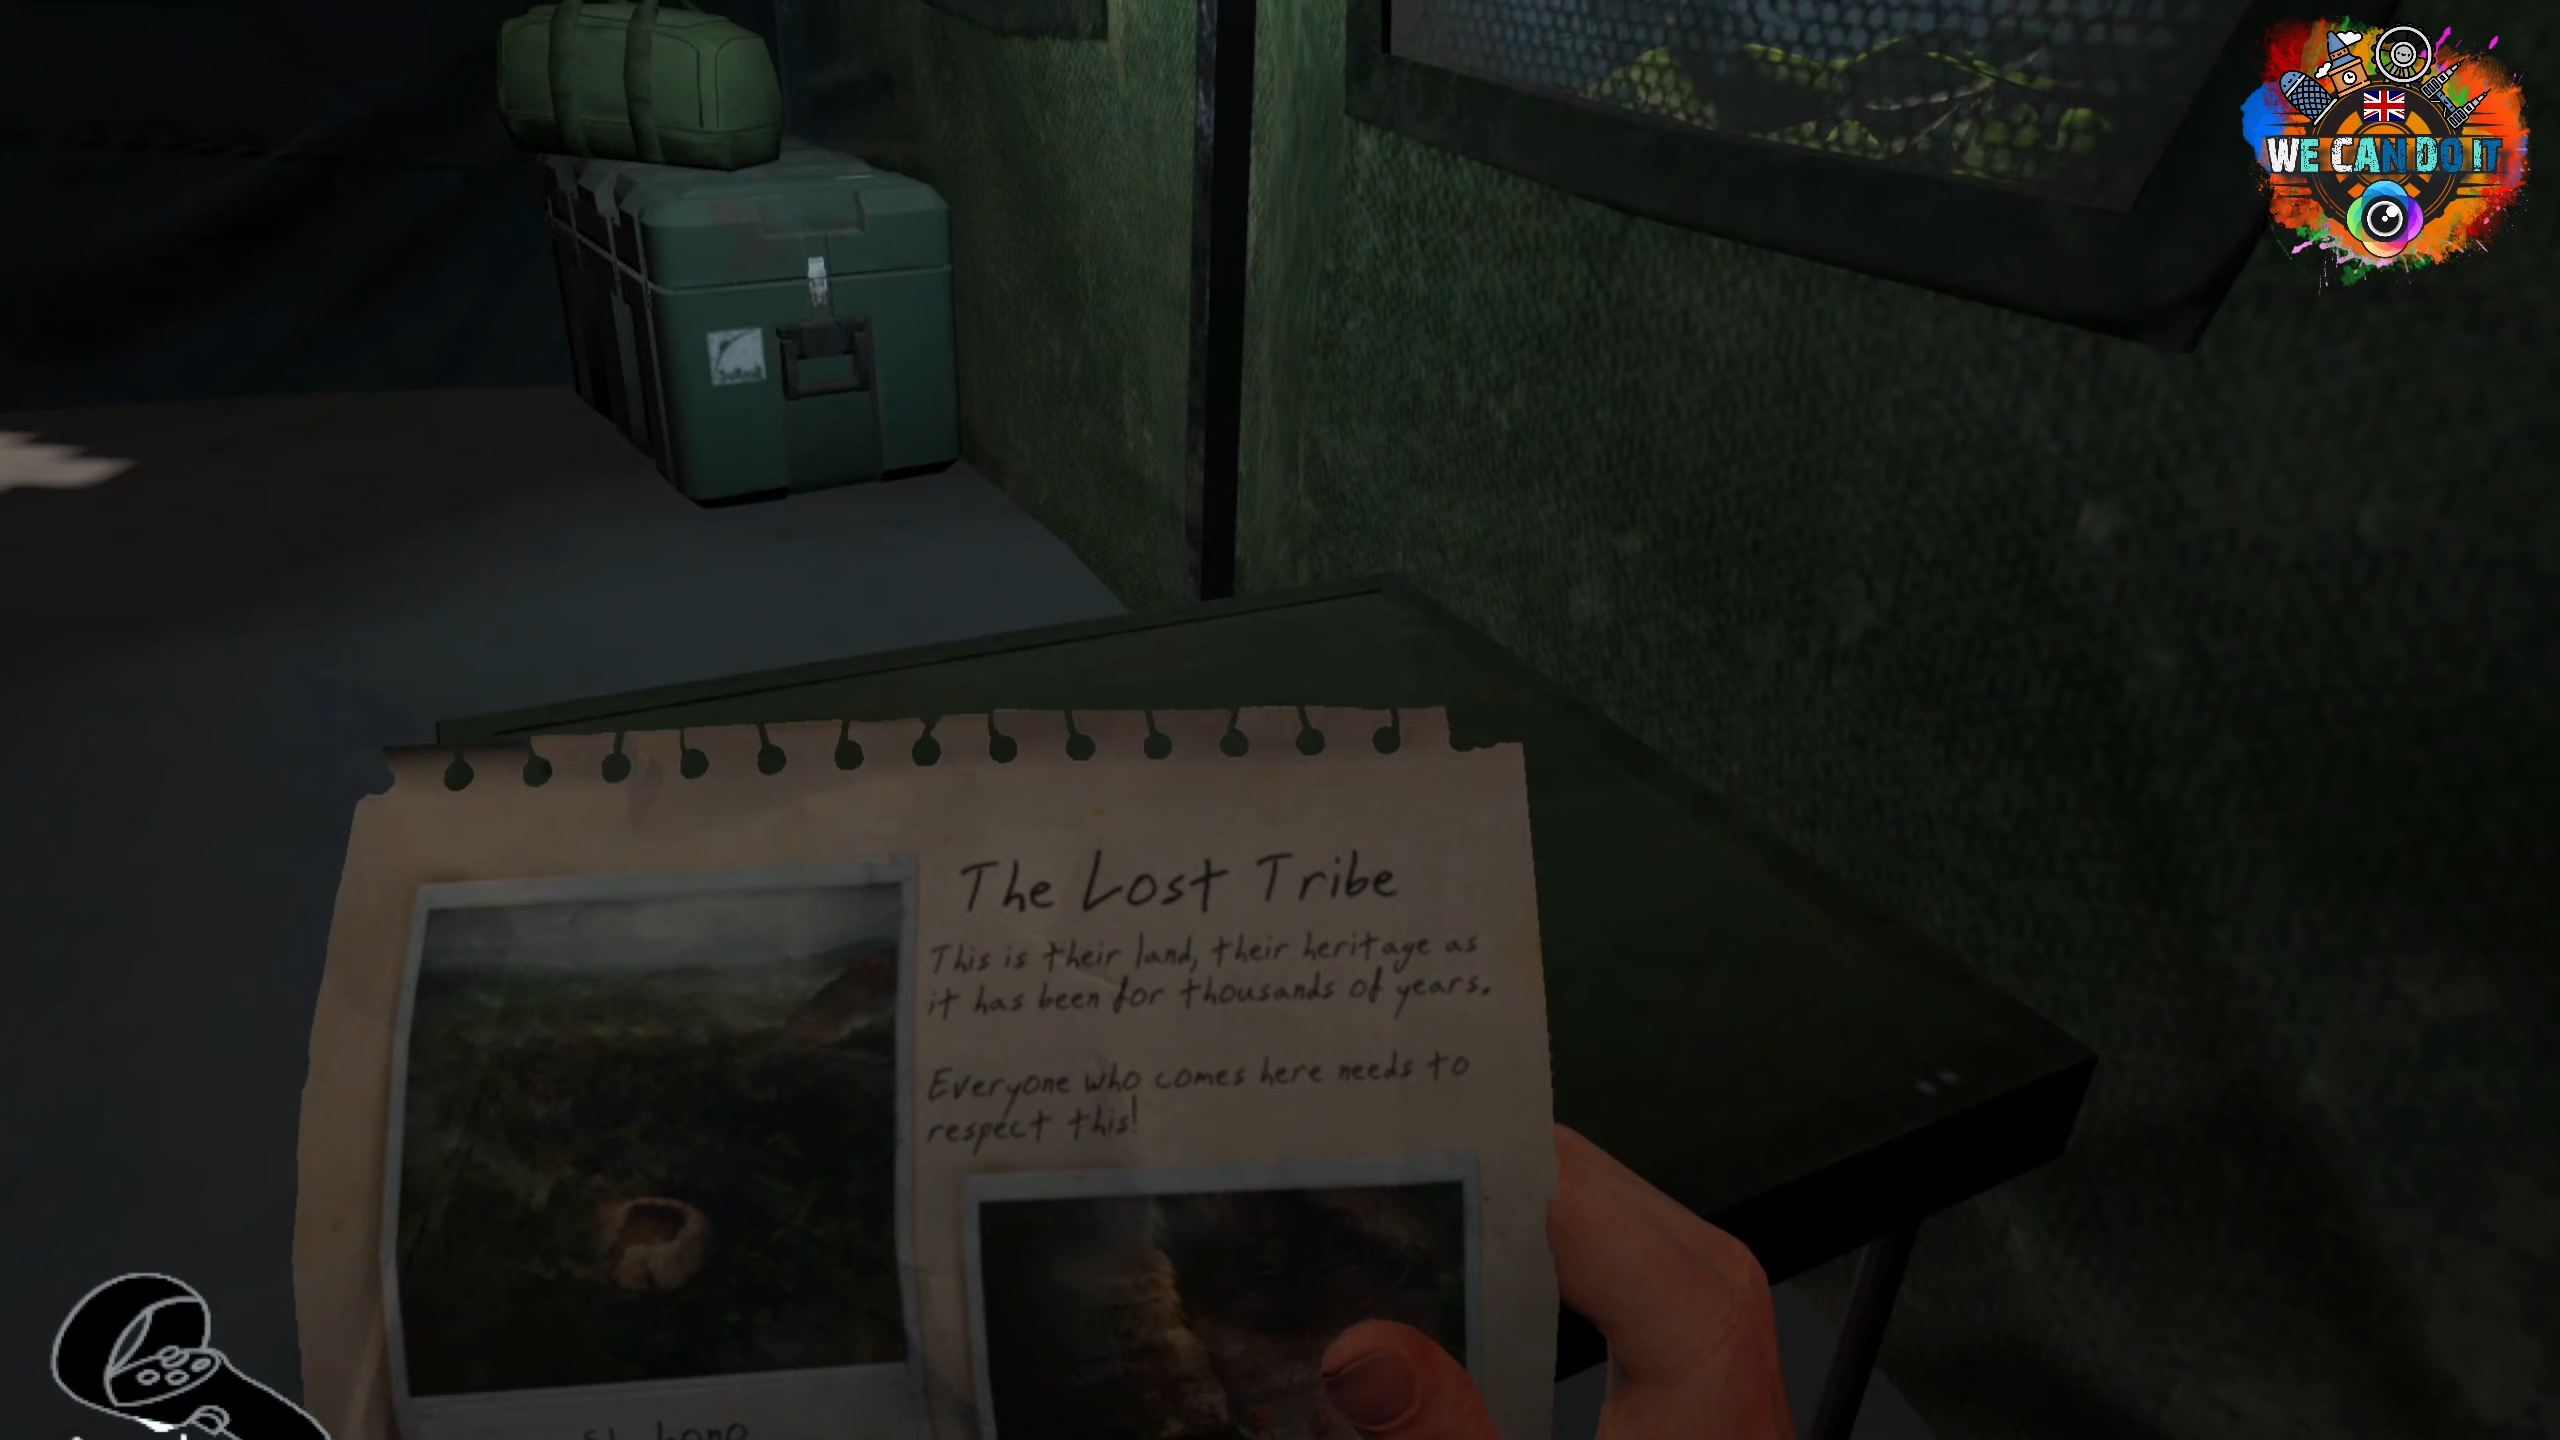 WE CAN DO IT
The Lost Tribe
This is their land, their heritage as
it has been for thousands of years.
Everyone who comes here needs to
respect this!